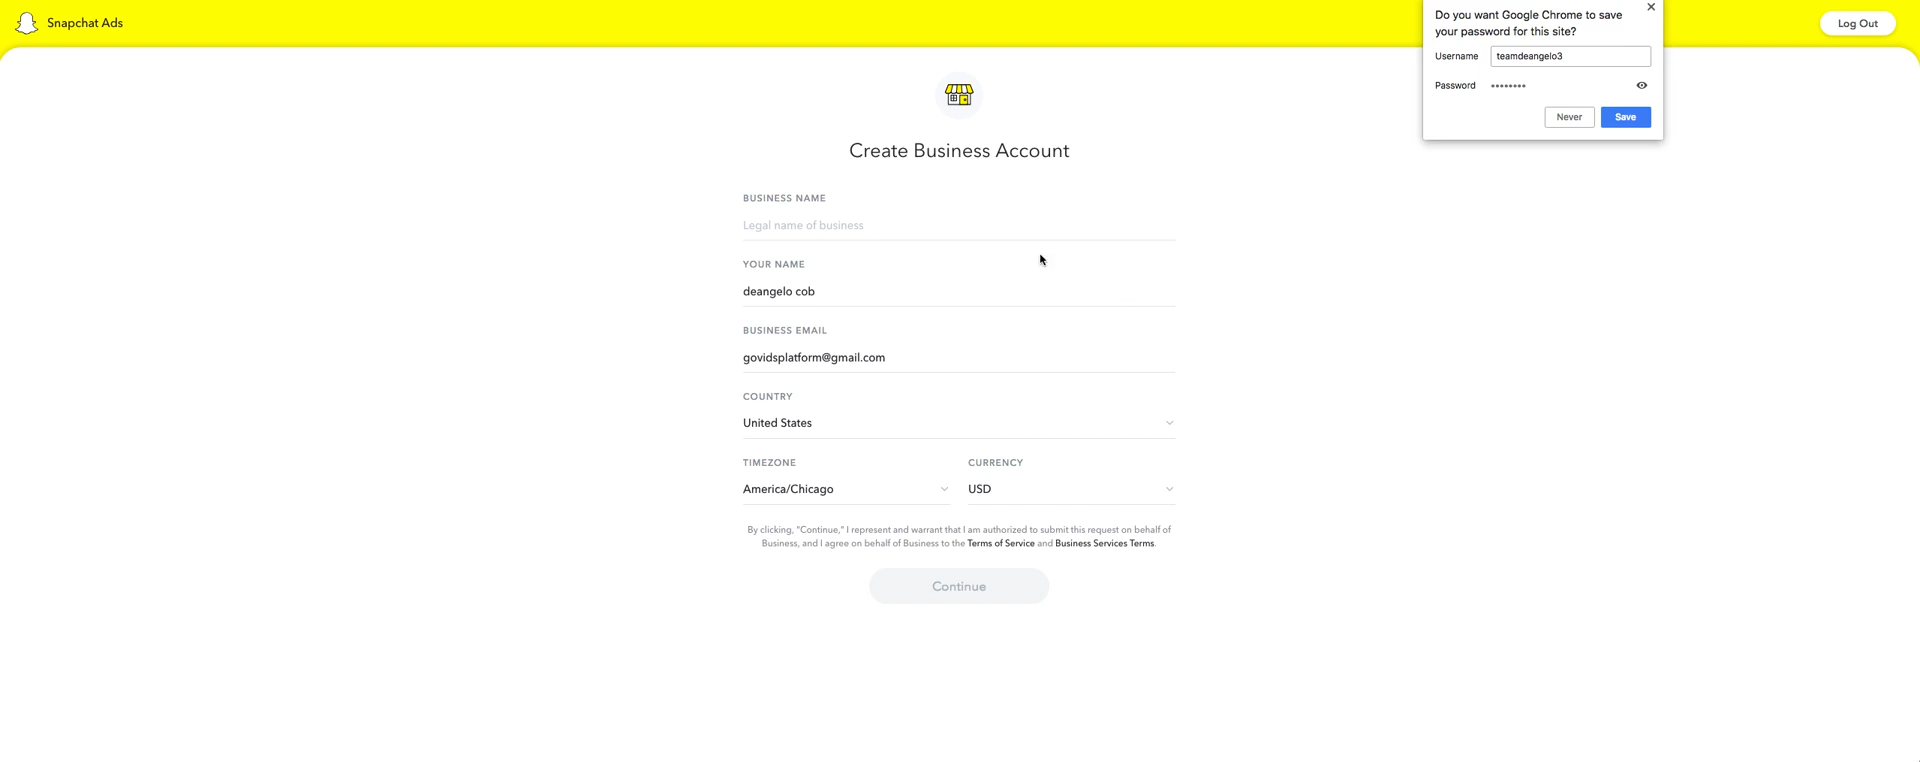 Snapchat Ads
Log Out
Do you want Google Chrome to save
your password for this site?
Username teamdeangelo3
Password ••••••••
Never Save
Create Business Account
BUSINESS NAME
Legal name of business
YOUR NAME
deangelo cob
BUSINESS EMAIL
govidsplatform@gmail.com
COUNTRY
United States
TIMEZONE CURRENCY
America/Chicago USD
By clicking, "Continue," I represent and warrant that I am authorized to submit this request on behalf of
Business, and I agree on behalf of Business to the Terms of Service and Business Services Terms.
Continue